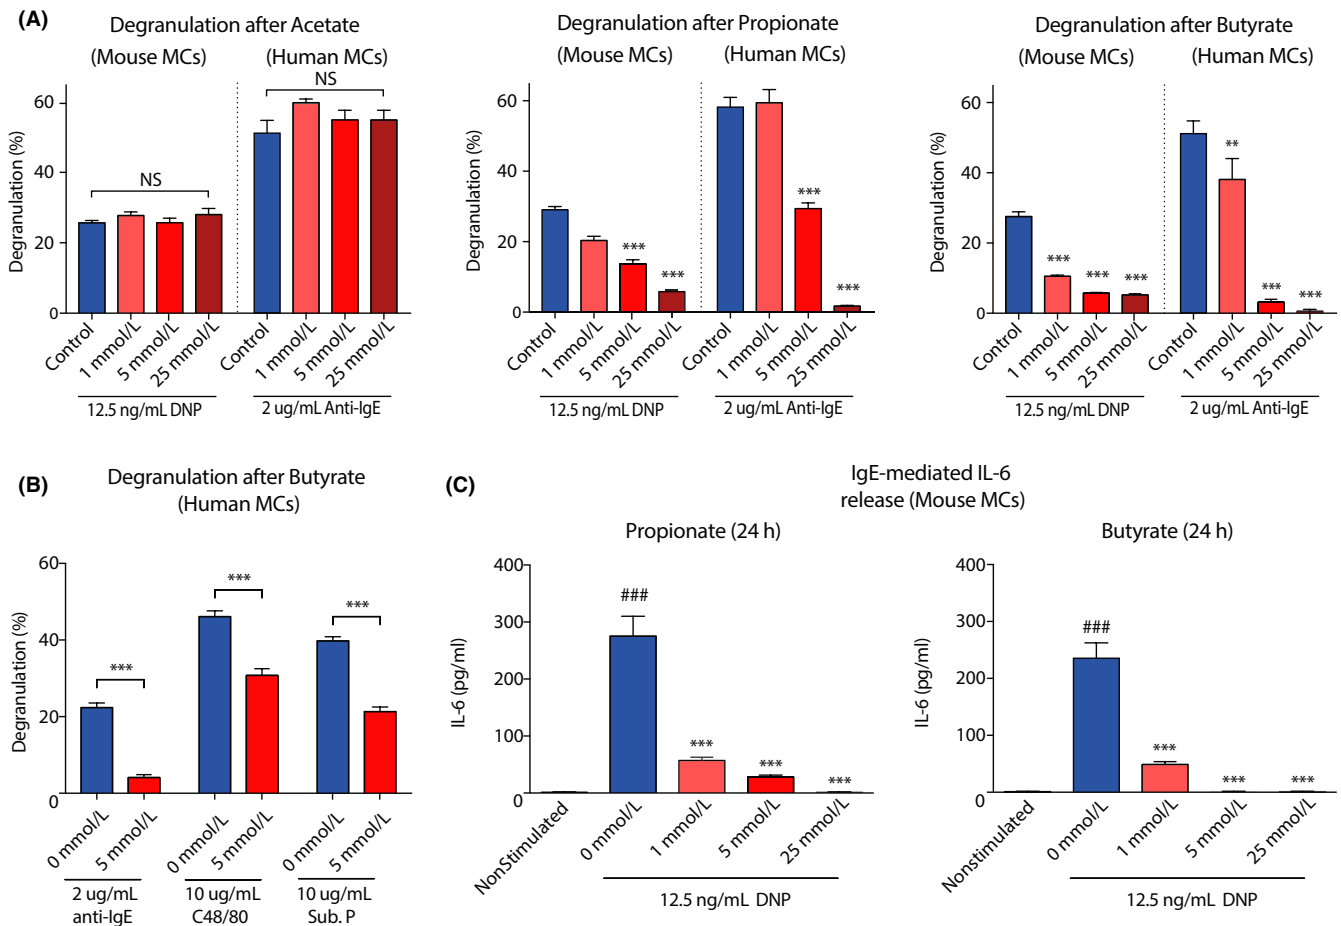 (A)
Degranulation after Acetate
(Mouse MCs) (Human MCs)
NS
NS
Degranulation (%)
60
40
20
0
Control
1 mmol/L
5 mmol/L
25 mmol/L
Control
1 mmol/L
5 mmol/L
25 mmol/L
12.5 ng/mL DNP
2 ug/mL Anti-IgE
Degranulation after Propionate
(Mouse MCs) (Human MCs)
Degranulation (%)
60
40
20
0
***
***
***
***
Control
1 mmol/L
5 mmol/L
25 mmol/L
Control
1 mmol/L
5 mmol/L
25 mmol/L
12.5 ng/mL DNP
2 ug/mL Anti-IgE
Degranulation after Butyrate
(Mouse MCs) (Human MCs)
Degranulation (%)
60
40
20
0
***
***
***
**
***
***
Control
1 mmol/L
5 mmol/L
25 mmol/L
Control
1 mmol/L
5 mmol/L
25 mmol/L
12.5 ng/mL DNP
2 ug/mL Anti-IgE
(B)
Degranulation after Butyrate
(Human MCs)
Degranulation (%)
60
40
20
0
***
***
***
0 mmol/L
5 mmol/L
0 mmol/L
5 mmol/L
0 mmol/L
5 mmol/L
2 ug/mL
anti-IgE
10 ug/mL
C48/80
10 ug/mL
Sub. P
(C)
IgE-mediated IL-6
release (Mouse MCs)
Propionate (24 h)
IL-6 (pg/ml)
400
300
200
100
0
###
***
***
***
NonStimulated
0 mmol/L
1 mmol/L
5 mmol/L
25 mmol/L
12.5 ng/mL DNP
Butyrate (24 h)
IL-6 (pg/ml)
400
300
200
100
0
###
***
***
***
Nonstimulated
0 mmol/L
1 mmol/L
5 mmol/L
25 mmol/L
12.5 ng/mL DNP